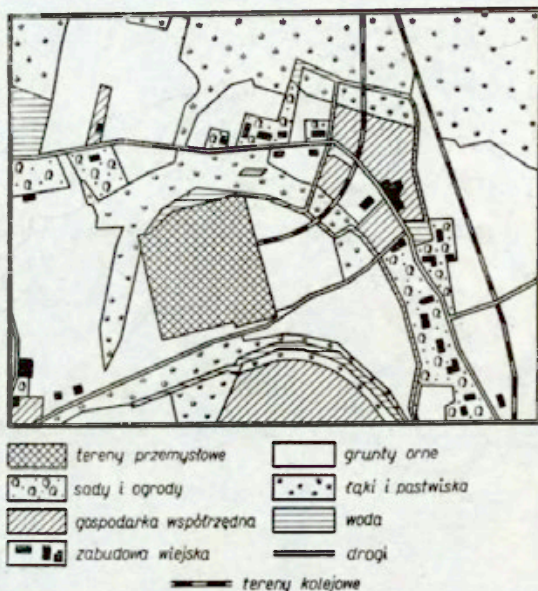 tereny przemysłowe
grunty orne
sady i ogrody
łąki i pastwiska
gospodarka współrzędna
woda
zabudowa wiejska
drogi
tereny kolejowe